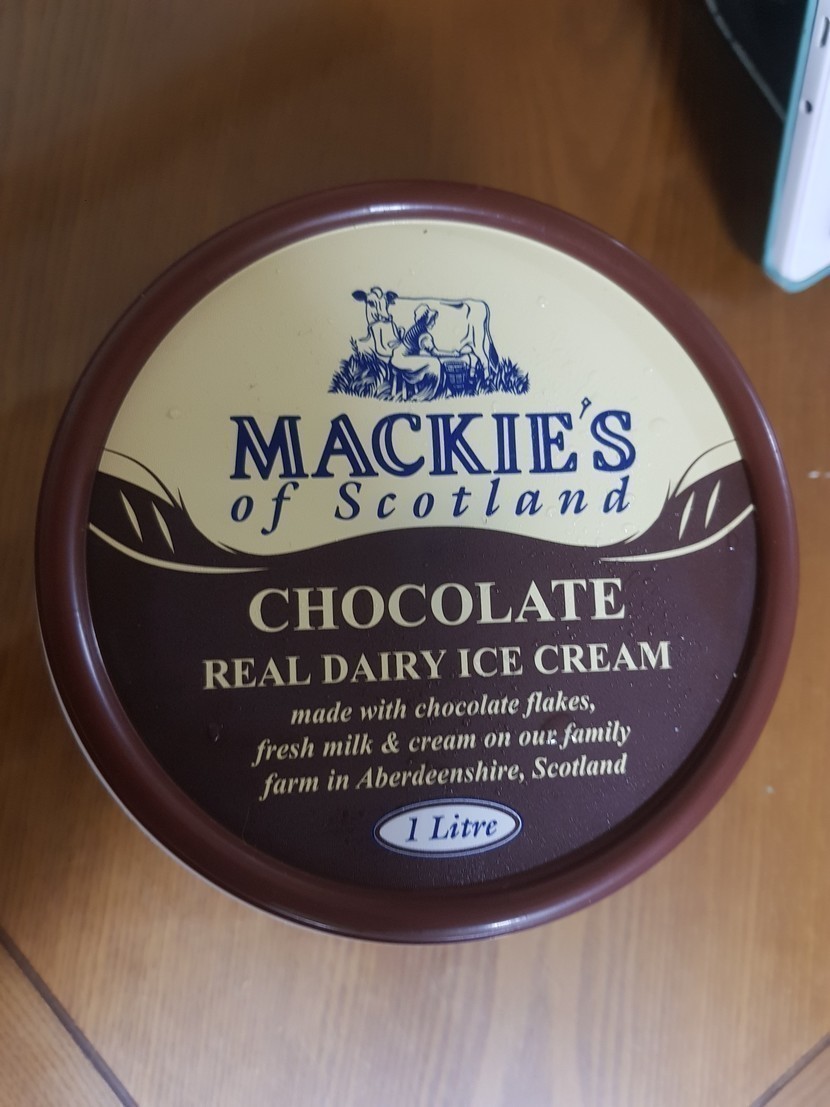 MACKIE'S
of Scotland
CHOCOLATE
REAL DAIRY ICE CREAM
made with chocolate flakes,
fresh milk & cream on our family
farm in Aberdeenshire, Scotland
1 Litre